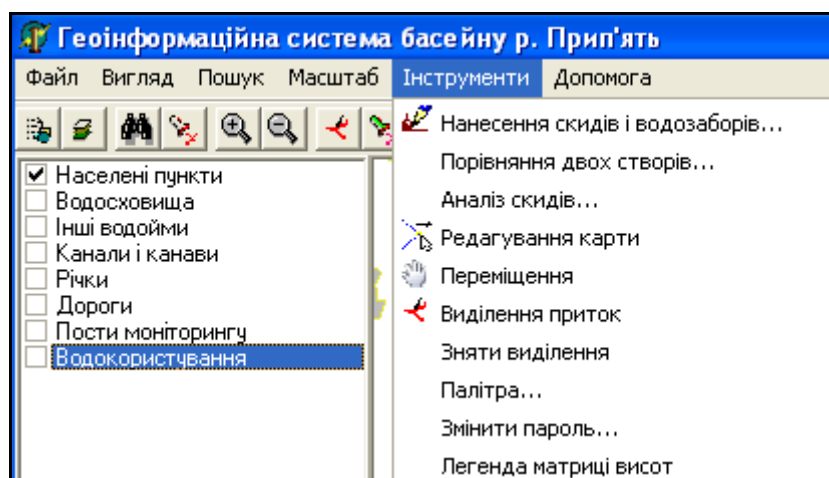 Геоінформаційна система басейну р. Прип'ять
Файл Вигляд Пошук Масштаб Інструменти Допомога
Населені пункти
Водосховища
Інші водойми
Канали і канави
Річки
Дороги
Пости моніторингу
Водокористування
Нанесення скидів і водозаборів...
Порівняння двох створів...
Аналіз скидів...
Редагування карти
Переміщення
Виділення приток
Зняти виділення
Палітра...
Змінити пароль...
Легенда матриці висот